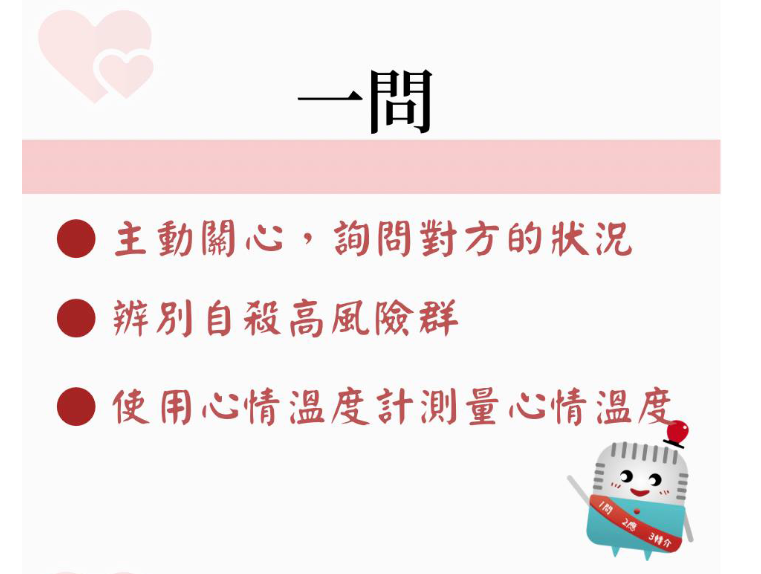 一問
主動關心，詢問對方的狀況
辨別自殺高風險群
使用心情溫度計測量心情溫度
1問 2應 3轉介